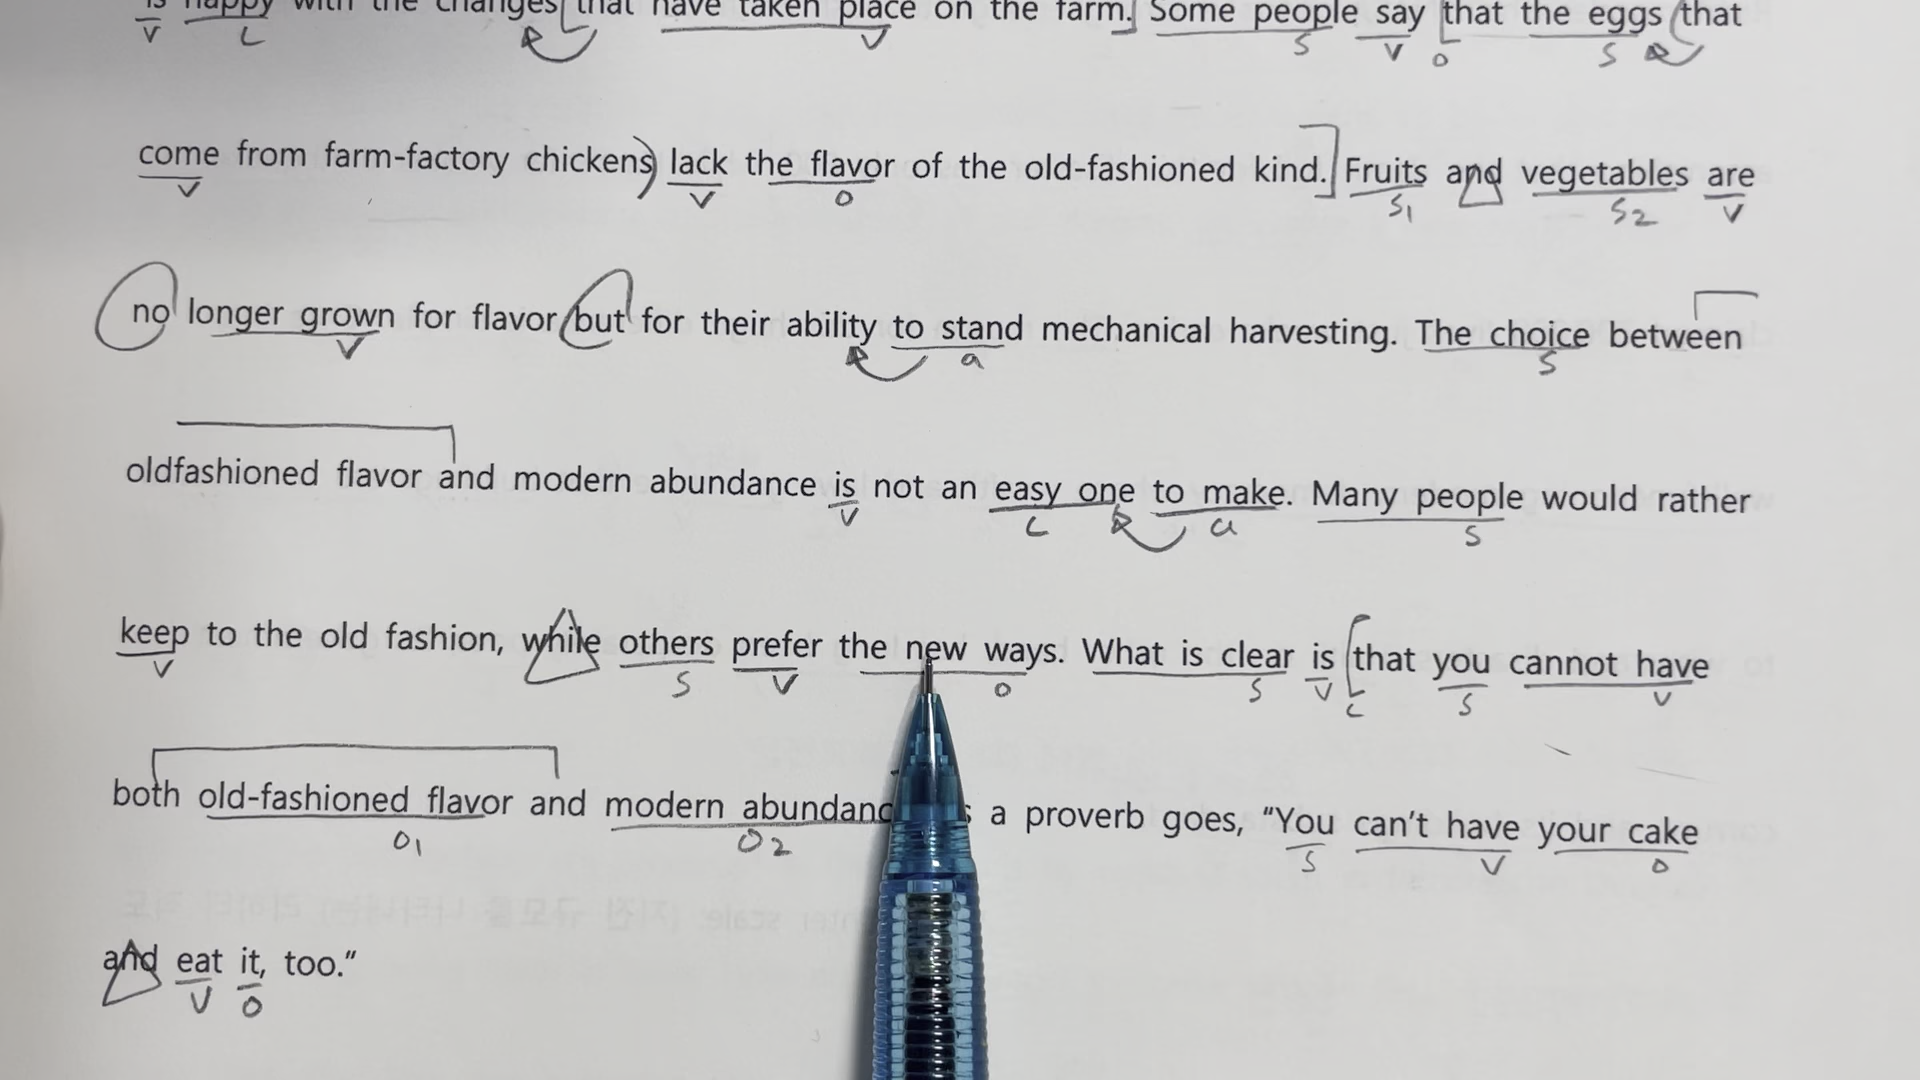 is happy with the changes that have taken place on the farm. Some people say that the eggs that
V L V S V O S
come from farm-factory chickens) lack the flavor of the old-fashioned kind. Fruits and vegetables are
V V O S1 S2 V
no longer grown for flavor but for their ability to stand mechanical harvesting. The choice between
V a S
oldfashioned flavor and modern abundance is not an easy one to make. Many people would rather
V L a S
keep to the old fashion, while others prefer the new ways. What is clear is that you cannot have
V S V O S V L S V
both old-fashioned flavor and modern a proverb goes, “You can’t have your cake
O1 O2 S V O
and eat it, too.”
V O